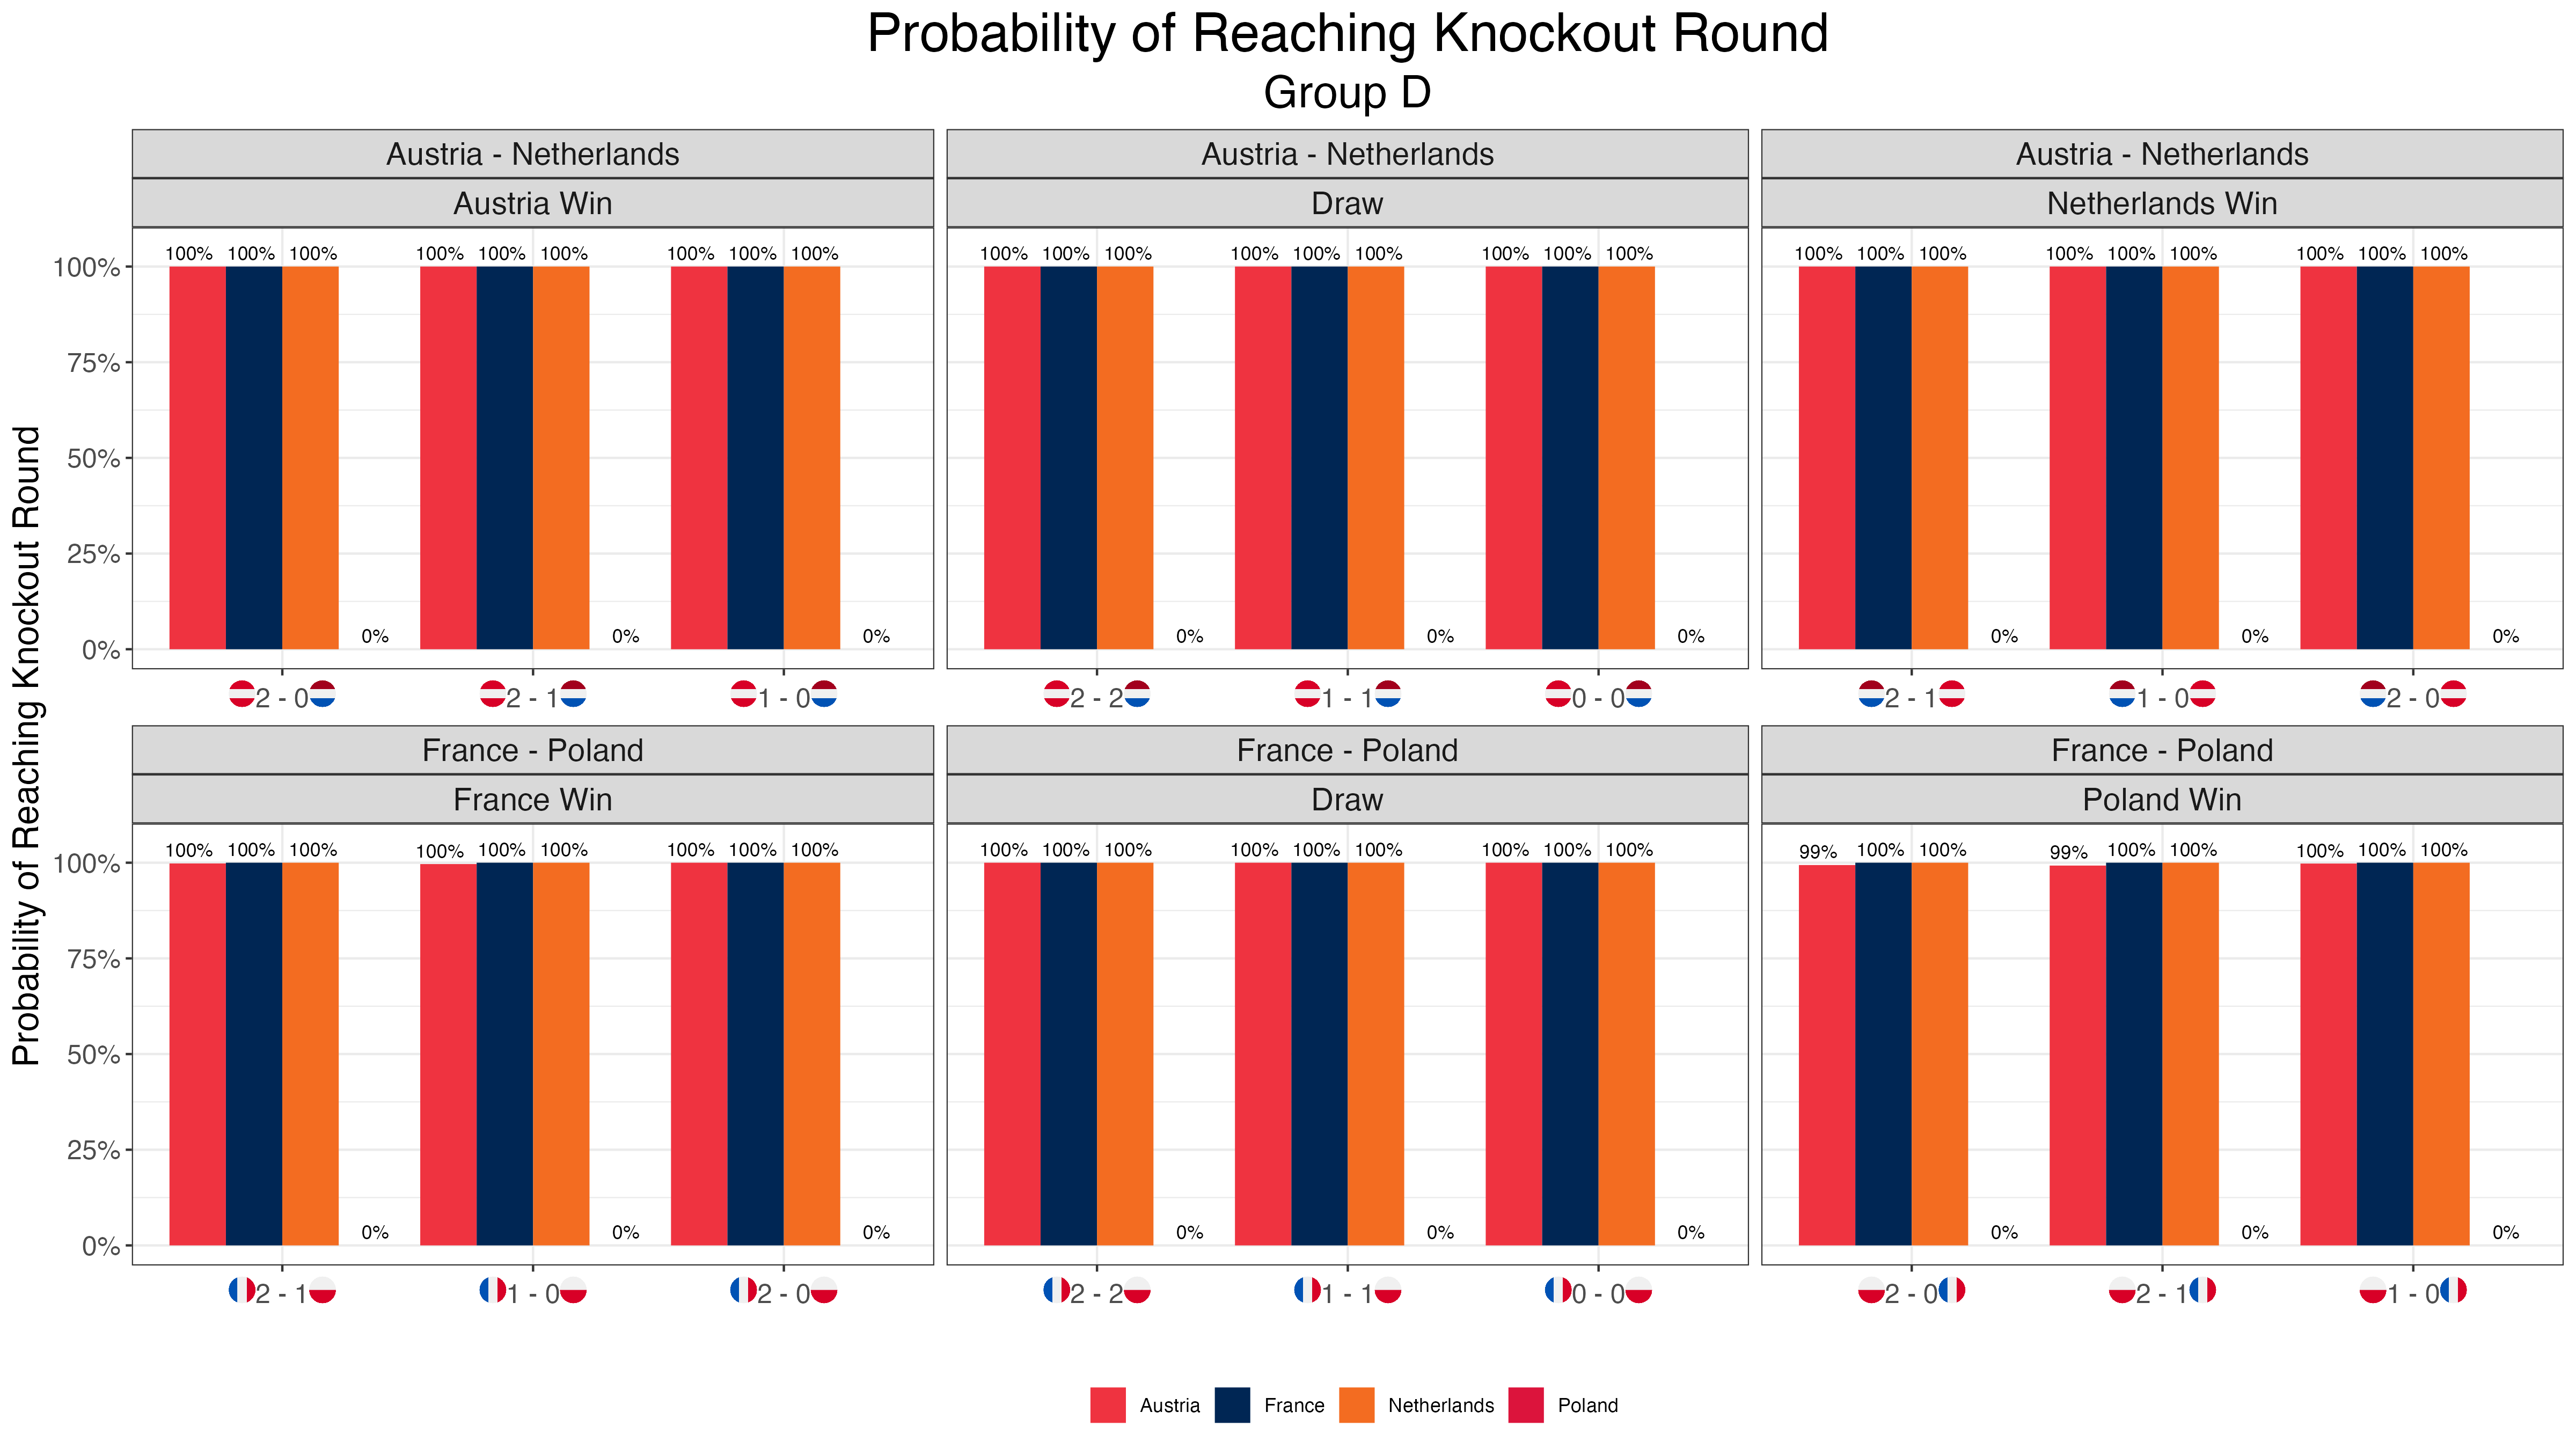 Probability of Reaching Knockout Round
Group D
Probability of Reaching Knockout Round
Austria - Netherlands
Austria - Netherlands
Austria - Netherlands
Austria Win
Draw
Netherlands Win
100% 100% 100% 100% 100% 100% 100% 100% 100%
100% 100% 100% 100% 100% 100% 100% 100% 100%
100% 100% 100% 100% 100% 100% 100% 100% 100%
100%
75%
50%
25%
0%
0% 0% 0%
0% 0% 0%
0% 0% 0%
2 - 0 2 - 1 1 - 0
2 - 2 1 - 1 0 - 0
2 - 1 1 - 0 2 - 0
France - Poland
France - Poland
France - Poland
France Win
Draw
Poland Win
100% 100% 100% 100% 100% 100% 100% 100% 100%
100% 100% 100% 100% 100% 100% 100% 100% 100%
99% 100% 100% 99% 100% 100% 100% 100% 100%
100%
75%
50%
25%
0%
0% 0% 0%
0% 0% 0%
0% 0% 0%
2 - 1 1 - 0 2 - 0
2 - 2 1 - 1 0 - 0
2 - 0 2 - 1 1 - 0
Austria France Netherlands Poland